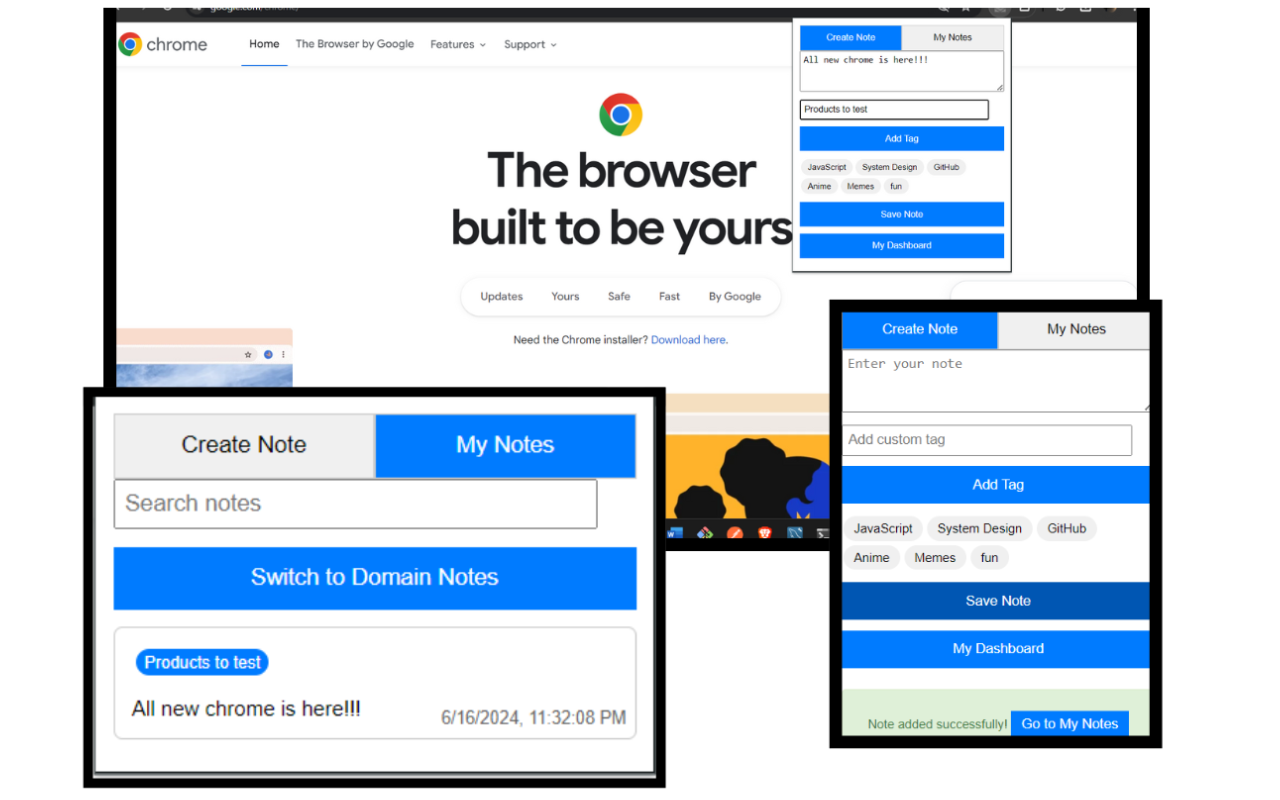 google.com/chrome/
chrome
Home The Browser by Google Features Support
The browser
built to be yours
Updates Yours Safe Fast By Google
Need the Chrome installer? Download here.
Create Note My Notes
All new chrome is here!!!
Products to test
Add Tag
JavaScript System Design GitHub
Anime Memes fun
Save Note
My Dashboard
Create Note My Notes
Search notes
Switch to Domain Notes
Products to test
All new chrome is here!!!
6/16/2024, 11:32:08 PM
Create Note My Notes
Enter your note
Add custom tag
Add Tag
JavaScript System Design GitHub
Anime Memes fun
Save Note
My Dashboard
Note added successfully! Go to My Notes